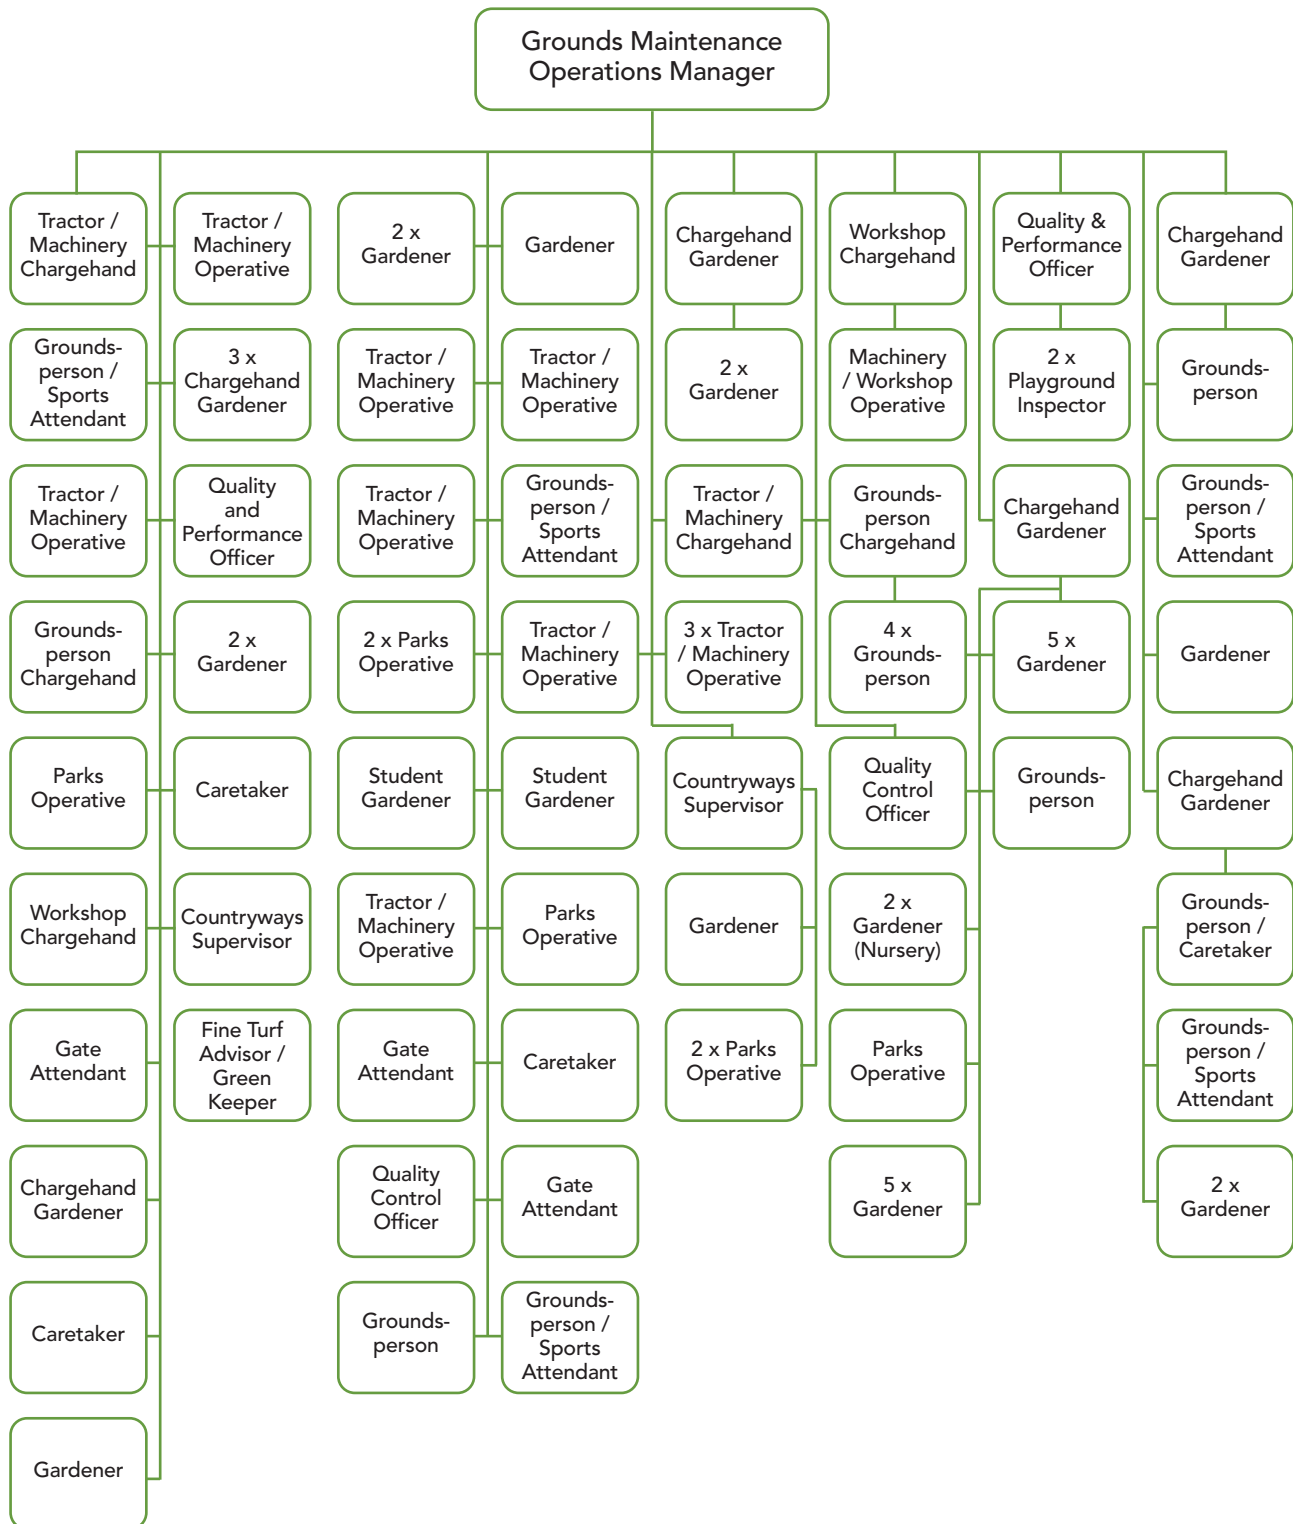 Grounds Maintenance
Operations Manager
Tractor /
Machinery
Chargehand
Tractor /
Machinery
Operative
2 x
Gardener
Gardener
Chargehand
Gardener
Workshop
Chargehand
Quality &
Performance
Officer
Chargehand
Gardener
Grounds-
person /
Sports
Attendant
3 x
Chargehand
Gardener
Tractor /
Machinery
Operative
Tractor /
Machinery
Operative
2 x
Gardener
Machinery
/ Workshop
Operative
2 x
Playground
Inspector
Grounds-
person
Tractor /
Machinery
Operative
Quality
and
Performance
Officer
Tractor /
Machinery
Operative
Grounds-
person /
Sports
Attendant
Tractor /
Machinery
Chargehand
Grounds-
person
Chargehand
Chargehand
Gardener
Grounds-
person /
Sports
Attendant
Grounds-
person
Chargehand
2 x
Gardener
2 x Parks
Operative
Tractor /
Machinery
Operative
3 x Tractor
/ Machinery
Operative
4 x
Grounds-
person
5 x
Gardener
Gardener
Parks
Operative
Caretaker
Student
Gardener
Student
Gardener
Countryways
Supervisor
Quality
Control
Officer
Grounds-
person
Chargehand
Gardener
Workshop
Chargehand
Countryways
Supervisor
Tractor /
Machinery
Operative
Parks
Operative
Gardener
2 x
Gardener
(Nursery)
Grounds-
person /
Caretaker
Gate
Attendant
Fine Turf
Advisor /
Green
Keeper
Gate
Attendant
Caretaker
2 x Parks
Operative
Parks
Operative
Grounds-
person /
Sports
Attendant
Chargehand
Gardener
Quality
Control
Officer
Gate
Attendant
5 x
Gardener
2 x
Gardener
Caretaker
Grounds-
person
Grounds-
person /
Sports
Attendant
Gardener